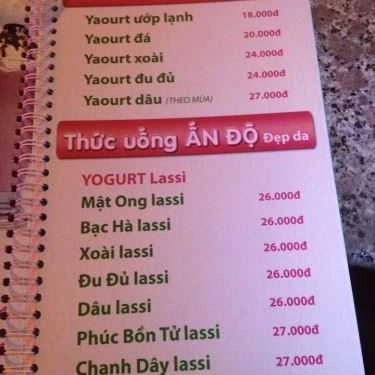 Yaourt ướp lạnh 18.000đ
Yaourt đá 20.000đ
Yaourt xoài 24.000đ
Yaourt đu đủ 24.000đ
Yaourt dâu (THEO MÙA) 27.000đ
Thức uống ẤN ĐỘ Đẹp da
YOGURT Lassi
Mật Ong lassi 26.000đ
Bạc Hà lassi 26.000đ
Xoài lassi 26.000đ
Đu Đủ lassi 26.000đ
Dâu lassi 26.000đ
Phúc Bồn Tử lassi 27.000đ
Chanh Dây lassi 27.000đ